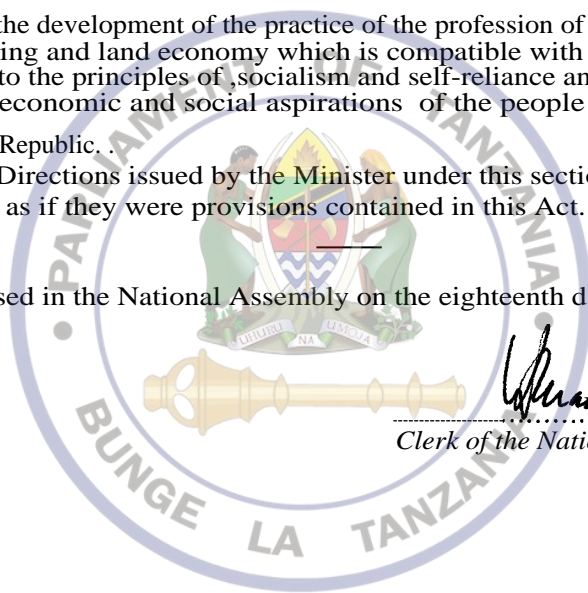 the development of the practice of the profession of
ing and land economy which is compatible with
to the principles of ,socialism and self-reliance an
economic and social aspirations of the people
Republic. .
Directions issued by the Minister under this secti
as if they were provisions contained in this Act.
sed in the National Assembly on the eighteenth d
Clerk of the Nati
PARLIAMENT OF TANZANIA
UHURU NA UMOJA
BUNGE LA TANZANIA